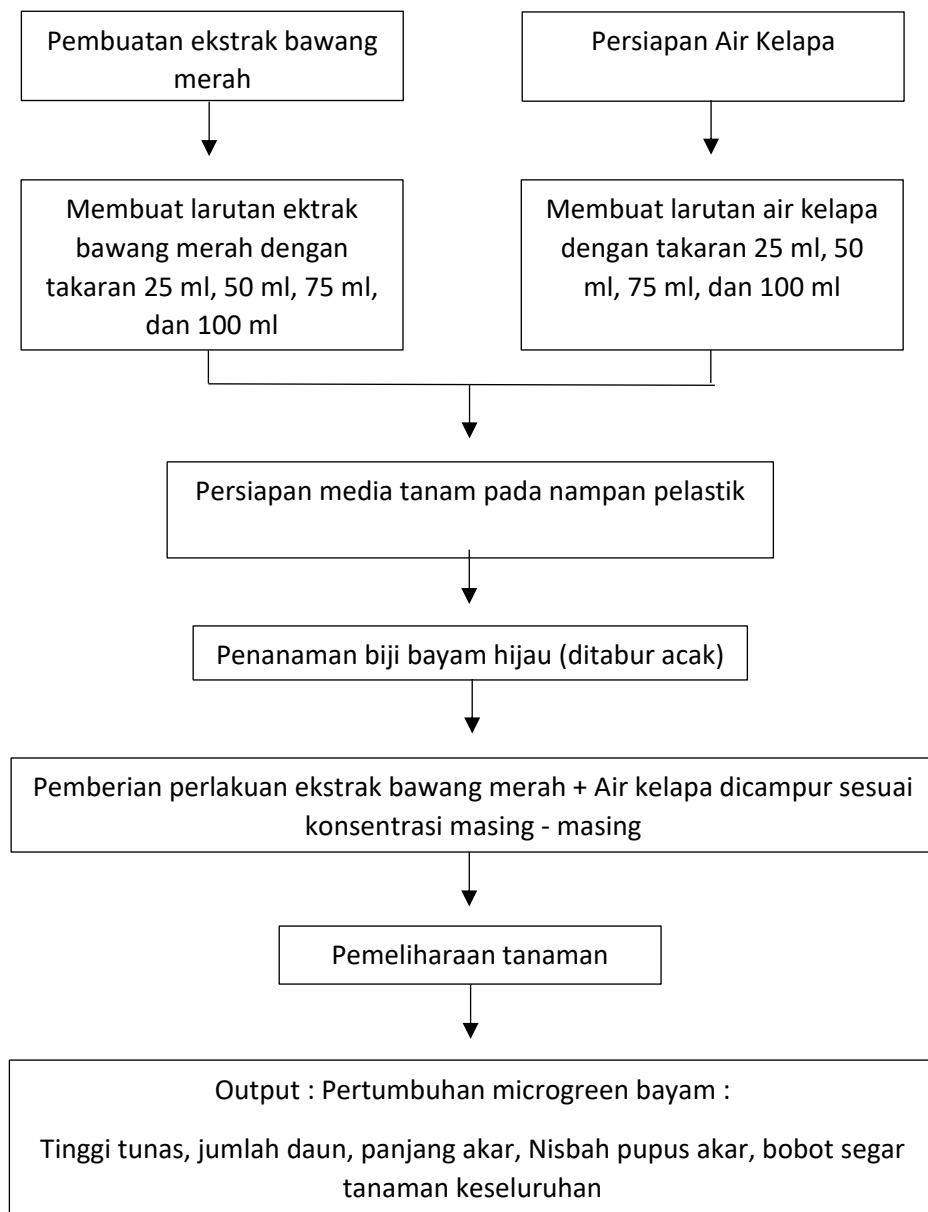 Pembuatan ekstrak bawang
merah
Persiapan Air Kelapa
Membuat larutan ektrak
bawang merah dengan
takaran 25 ml, 50 ml, 75 ml,
dan 100 ml
Membuat larutan air kelapa
dengan takaran 25 ml, 50
ml, 75 ml, dan 100 ml
Persiapan media tanam pada nampan pelastik
Penanaman biji bayam hijau (ditabur acak)
Pemberian perlakuan ekstrak bawang merah + Air kelapa dicampur sesuai
konsentrasi masing - masing
Pemeliharaan tanaman
Output : Pertumbuhan microgreen bayam :
Tinggi tunas, jumlah daun, panjang akar, Nisbah pupus akar, bobot segar
tanaman keseluruhan